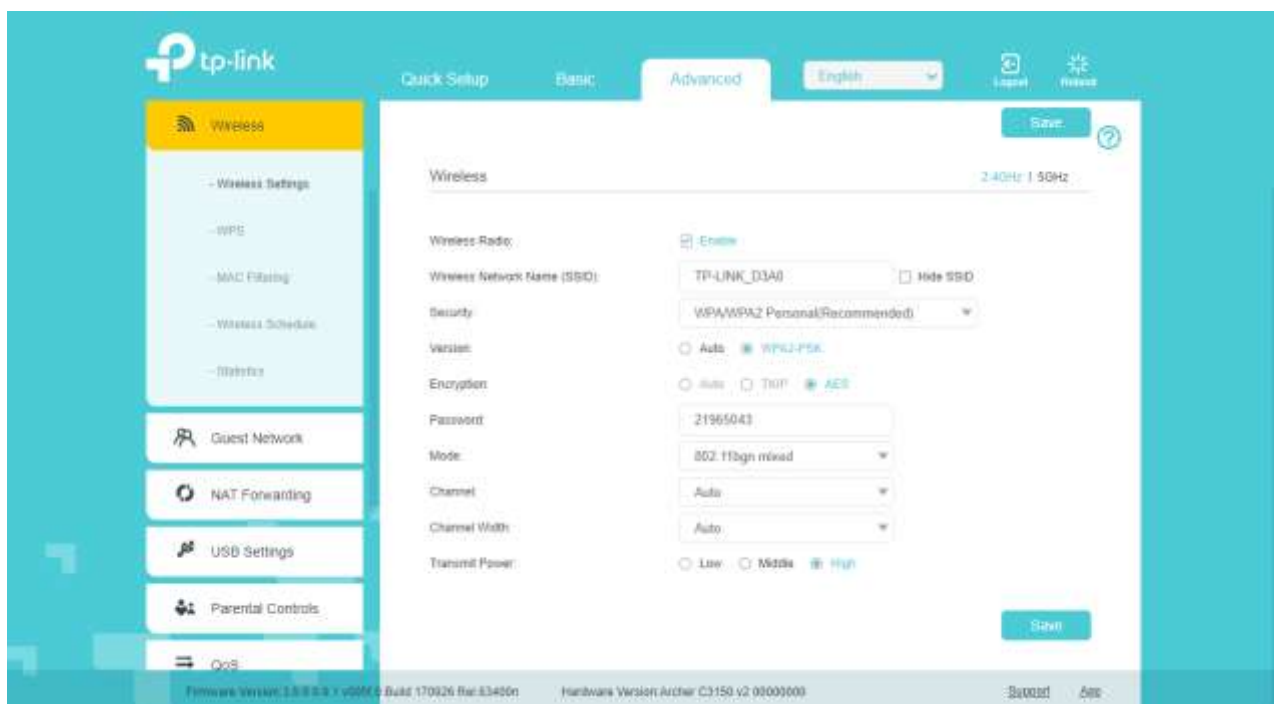 tp-link
Quick Setup Basic Advanced English Logout Reboot
Wireless
- Wireless Settings
- WPS
- MAC Filtering
- Wireless Schedule
- Statistics
Guest Network
NAT Forwarding
USB Settings
Parental Controls
QoS
Save
Wireless 2.4GHz | 5GHz
Wireless Radio: Enable
Wireless Network Name (SSID): TP-LINK_D3A0 Hide SSID
Security: WPA/WPA2 Personal(Recommended)
Version: Auto WPA2-PSK
Encryption: Auto TKIP AES
Password: 21965043
Mode: 802.11bgn mixed
Channel: Auto
Channel Width: Auto
Transmit Power: Low Middle High
Save
Firmware Version: Build 170926 Hardware Version:Archer C3150 v2 00000000 Support App